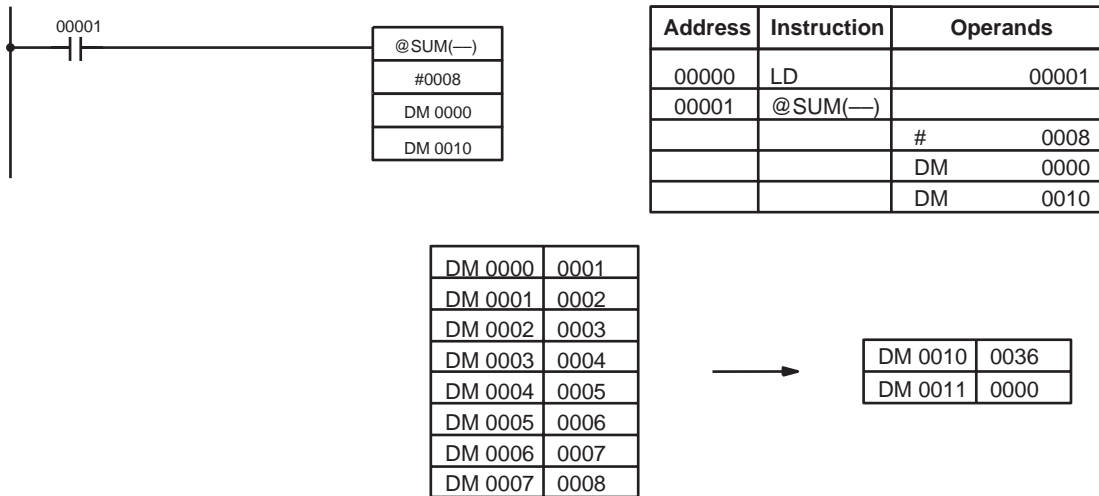 00001
@SUM(––)
#0008
DM 0000
DM 0010
Address Instruction Operands
00000 LD 00001
00001 @SUM(––)
# 0008
DM 0000
DM 0010
DM 0000 0001
DM 0001 0002
DM 0002 0003
DM 0003 0004
DM 0004 0005
DM 0005 0006
DM 0006 0007
DM 0007 0008
DM 0010 0036
DM 0011 0000